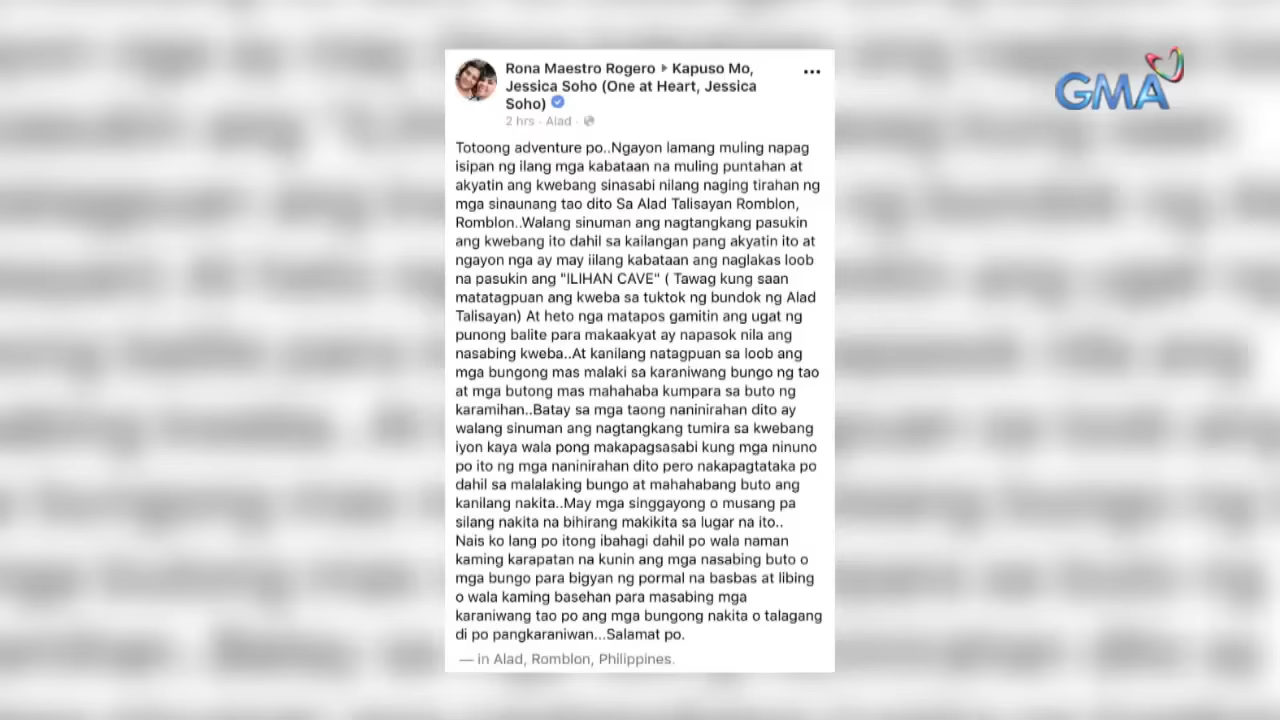 Rona Maestro Rogero ▸ Kapuso Mo,
Jessica Soho (One at Heart, Jessica
Soho)
2 hrs · Alad ·
GMA
Totoong adventure po..Ngayon lamang muling napag
isipan ng ilang mga kabataan na muling puntahan at
akyatin ang kwebang sinasabi nilang naging tirahan ng
mga sinaunang tao dito Sa Alad Talisayan Romblon,
Romblon..Walang sinuman ang nagtangkang pasukin
ang kwebang ito dahil sa kailangan pang akyatin ito at
ngayon nga ay may iilang kabataan ang naglakas loob
na pasukin ang "ILIHAN CAVE" ( Tawag kung saan
matatagpuan ang kweba sa tuktok ng bundok ng Alad
Talisayan) At heto nga matapos gamitin ang ugat ng
punong balite para makaakyat ay napasok nila ang
nasabing kweba..At kanilang natagpuan sa loob ang
mga bungong mas malaki sa karaniwang bungo ng tao
at mga butong mas mahahaba kumpara sa buto ng
karamihan..Batay sa mga taong naninirahan dito ay
walang sinuman ang nagtangkang tumira sa kwebang
iyon kaya wala pong makapagsasabi kung mga ninuno
po ito ng mga naninirahan dito pero nakapagtataka po
dahil sa malalaking bungo at mahahabang buto ang
kanilang nakita..May mga singgayong o musang pa
silang nakita na bihirang makikita sa lugar na ito..
Nais ko lang po itong ibahagi dahil po wala naman
kaming karapatan na kunin ang mga nasabing buto o
mga bungo para bigyan ng pormal na basbas at libing
o wala kaming basehan para masabing mga
karaniwang tao po ang mga bungong nakita o talagang
di po pangkaraniwan...Salamat po.
— in Alad, Romblon, Philippines.